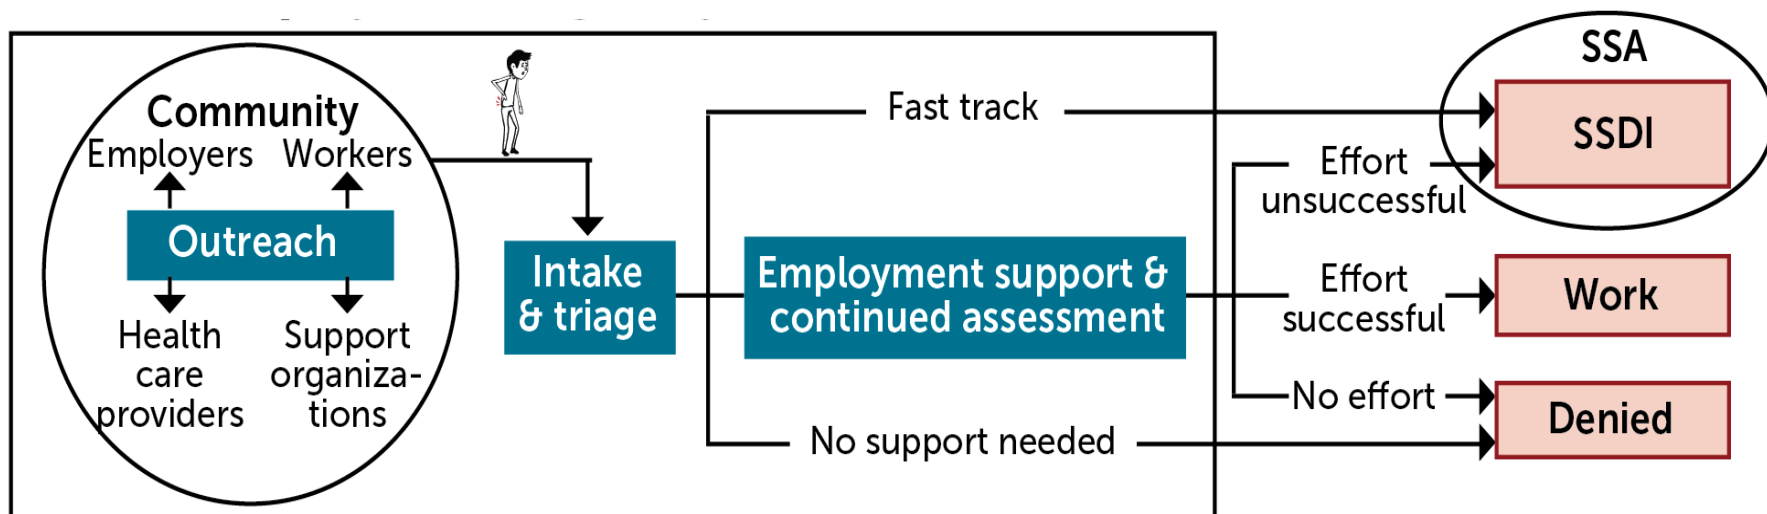 Community
Employers
Workers
Outreach
Health
care
providers
Support
organiza-
tions
Intake
& triage
Fast track
Employment support &
continued assessment
No support needed
Effort
unsuccessful
Effort
successful
No effort
SSA
SSDI
Work
Denied